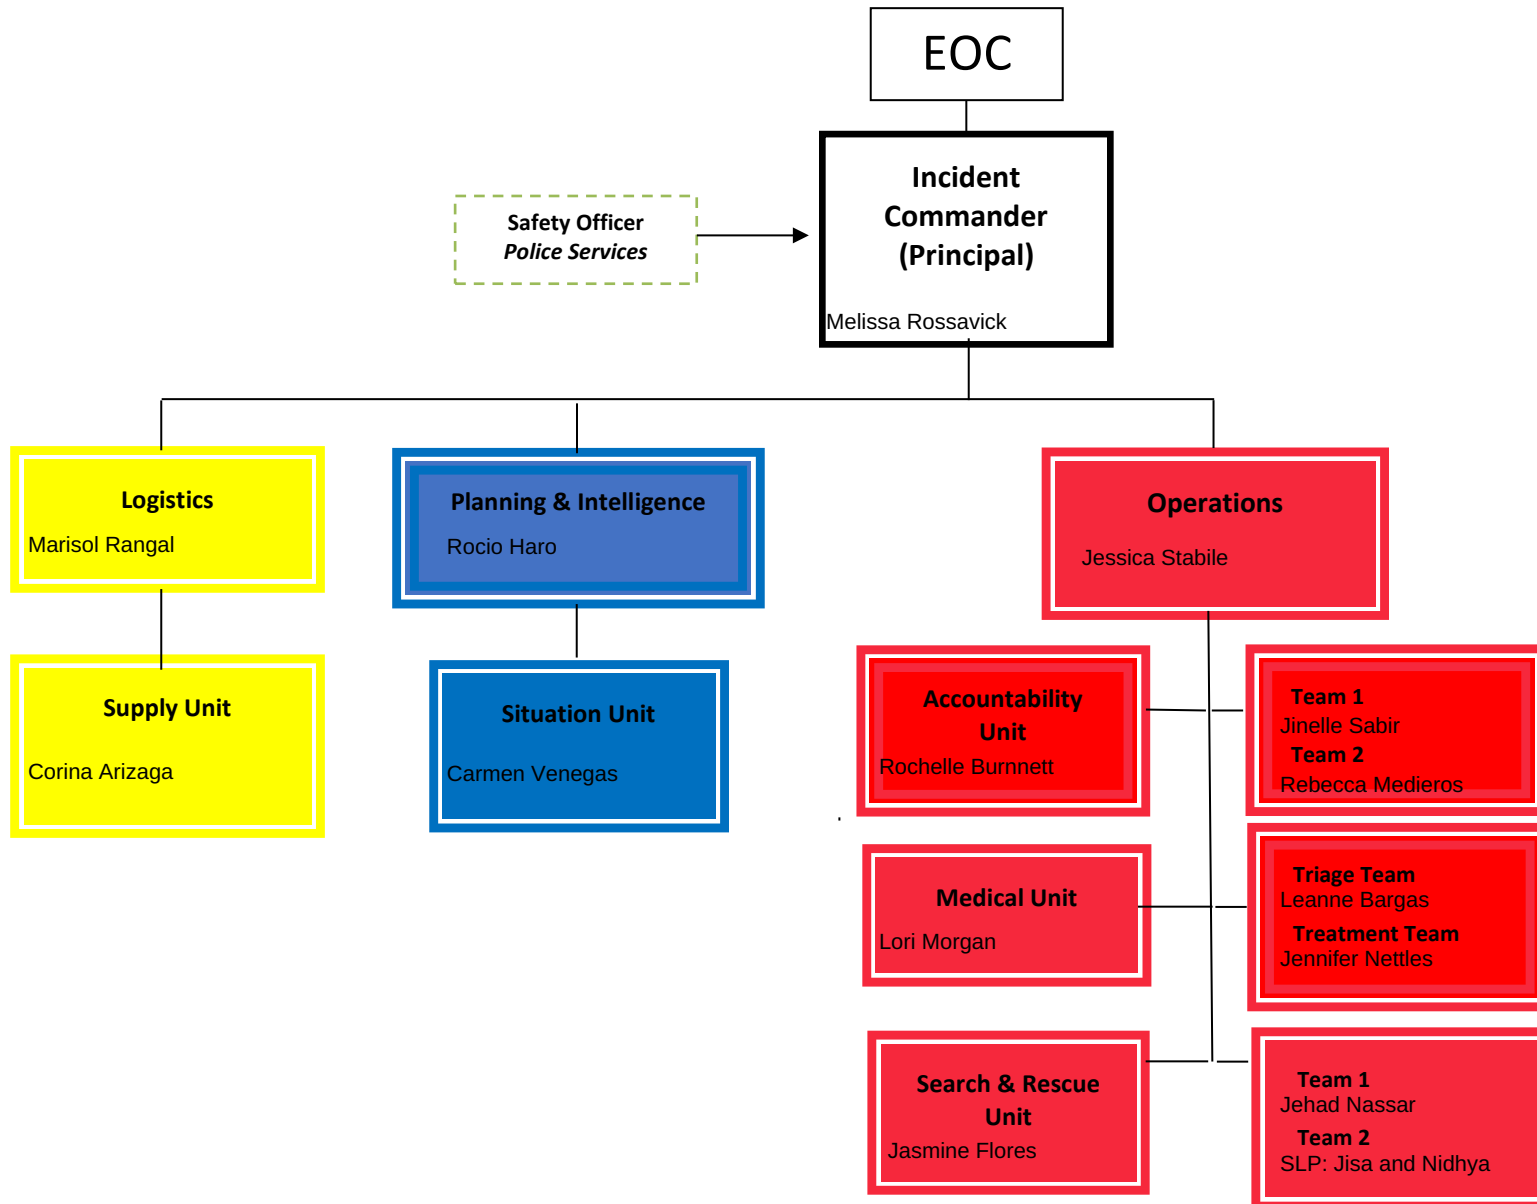 EOC
Incident
Commander
(Principal)
Melissa Rossavick
Safety Officer
Police Services
Logistics
Marisol Rangal
Planning & Intelligence
Rocio Haro
Operations
Jessica Stabile
Supply Unit
Corina Arizaga
Situation Unit
Carmen Venegas
Accountability
Unit
Rochelle Burnnett
Team 1
Jinelle Sabir
Team 2
Rebecca Medieros
Medical Unit
Lori Morgan
Triage Team
Leanne Bargas
Treatment Team
Jennifer Nettles
Search & Rescue
Unit
Jasmine Flores
Team 1
Jehad Nassar
Team 2
SLP: Jisa and Nidhya